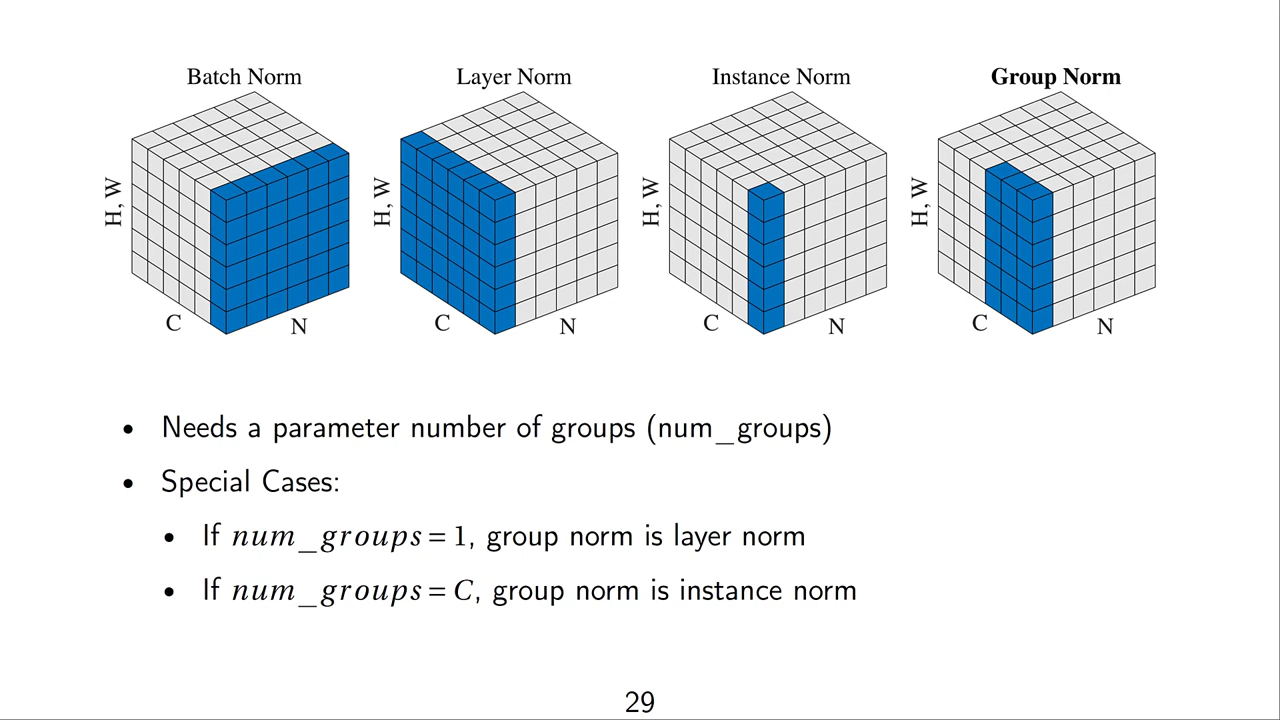 Batch Norm
Layer Norm
Instance Norm
Group Norm
H, W
C
N
H, W
C
N
H, W
C
N
H, W
C
N
• Needs a parameter number of groups (num_groups)
• Special Cases:
• If num_groups = 1, group norm is layer norm
• If num_groups = C, group norm is instance norm
29